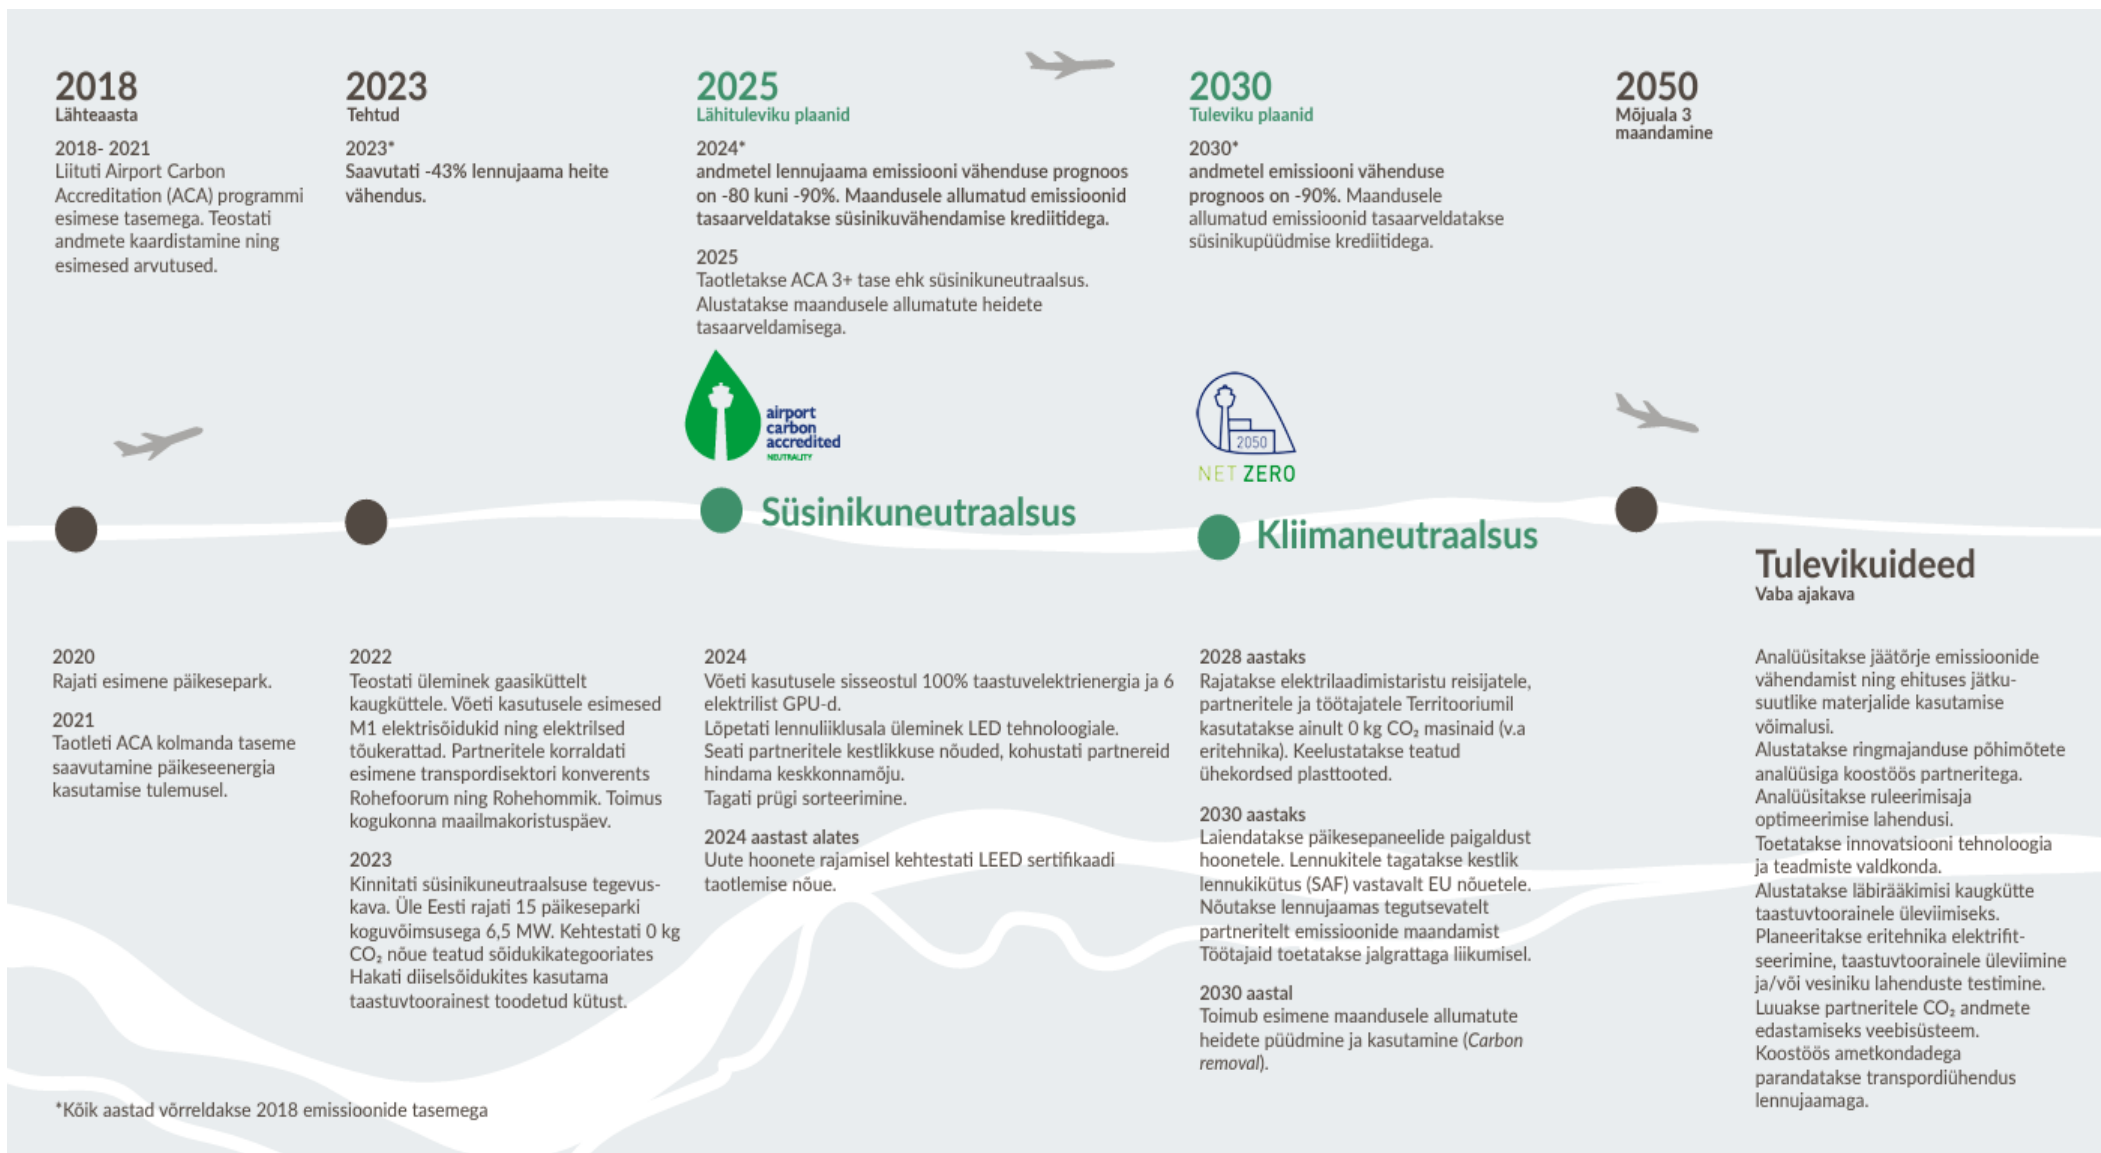 2018
Lähteaasta
2018- 2021
Liituti Airport Carbon
Accreditation (ACA) programmi
esimese tasemega. Teostati
andmete kaardistamine ning
esimesed arvutused.
2023
Tehtud
2023*
Saavutati -43% lennujaama heite
vähendus.
2025
Lähituleviku plaanid
2024*
andmetel lennujaama emissiooni vähenduse prognoos
on -80 kuni -90%. Maandusele allumatud emissioonid
tasaarveldatakse süsinikuvähendamise krediitidega.
2025
Taotletakse ACA 3+ tase ehk süsinikuneutraalsus.
Alustatakse maandusele allumatute heidete
tasaarveldamisega.
2030
Tuleviku plaanid
2030*
andmetel emissiooni vähenduse
prognoos on -90%. Maandusele
allumatud emissioonid tasaarveldatakse
süsinikupüüdmise krediitidega.
2050
Mõjuala 3
maandamine
airport
carbon
accredited
NEUTRALITY
2050
NET ZERO
Süsinikuneutraalsus
Kliimaneutraalsus
2020
Rajati esimene päikesepark.
2021
Taotleti ACA kolmanda taseme
saavutamine päikeseenergia
kasutamise tulemusel.
2022
Teostati üleminek gaasiküttelt
kaugküttele. Võeti kasutusele esimesed
M1 elektrisõidukid ning elektrilsed
tõukerattad. Partneritele korraldati
esimene transpordisektori konverents
Rohefoorum ning Rohehommik. Toimus
kogukonna maailmakoristuspäev.
2023
Kinnitati süsinikuneutraalsuse tegevus-
kava. Üle Eesti rajati 15 päikeseparki
koguvõimsusega 6,5 MW. Kehtestati 0 kg
CO₂ nõue teatud sõidukikategooriates
Hakati diiselsõidukites kasutama
taastuvtoorainest toodetud kütust.
2024
Võeti kasutusele sisseostul 100% taastuvelektrienergia ja 6
elektrilist GPU-d.
Lõpetati lennuliiklusala üleminek LED tehnoloogiale.
Seati partneritele kestlikkuse nõuded, kohustati partnereid
hindama keskkonnamõju.
Tagati prügi sorteerimine.
2024 aastast alates
Uute hoonete rajamisel kehtestati LEED sertifikaadi
taotlemise nõue.
2028 aastaks
Rajatakse elektrilaadimistaristu reisijatele,
partneritele ja töötajatele Territooriumil
kasutatakse ainult 0 kg CO₂ masinaid (v.a
eritehnika). Keelustatakse teatud
ühekordsed plasttooted.
2030 aastaks
Laiendatakse päikesepaneelide paigaldust
hoonetele. Lennukitele tagatakse kestlik
lennukikütus (SAF) vastavalt EU nõuetele.
Nõutakse lennujaamas tegutsevatelt
partneritelt emissioonide maandamist
Töötajaid toetatakse jalgrattaga liikumisel.
2030 aastal
Toimub esimene maandusele allumatute
heidete püüdmine ja kasutamine (Carbon
removal).
Tulevikuideed
Vaba ajakava
Analüüsitakse jäätõrje emissioonide
vähendamist ning ehituses jätku-
suutlike materjalide kasutamise
võimalusi.
Alustatakse ringmajanduse põhimõtete
analüüsiga koostöös partneritega.
Analüüsitakse ruleerimisaja
optimeerimise lahendusi.
Toetatakse innovatsiooni tehnoloogia
ja teadmiste valdkonda.
Alustatakse läbirääkimisi kaugkütte
taastuvtoorainele üleviimiseks.
Planeeritakse eritehnika elektrifit-
seerimine, taastuvtoorainele üleviimine
ja/või vesiniku lahenduste testimine.
Luuakse partneritele CO₂ andmete
edastamiseks veebisüsteem.
Koostöös ametkondadega
parandatakse transpordiühendus
lennujaamaga.
*Kõik aastad võrreldakse 2018 emissioonide tasemega